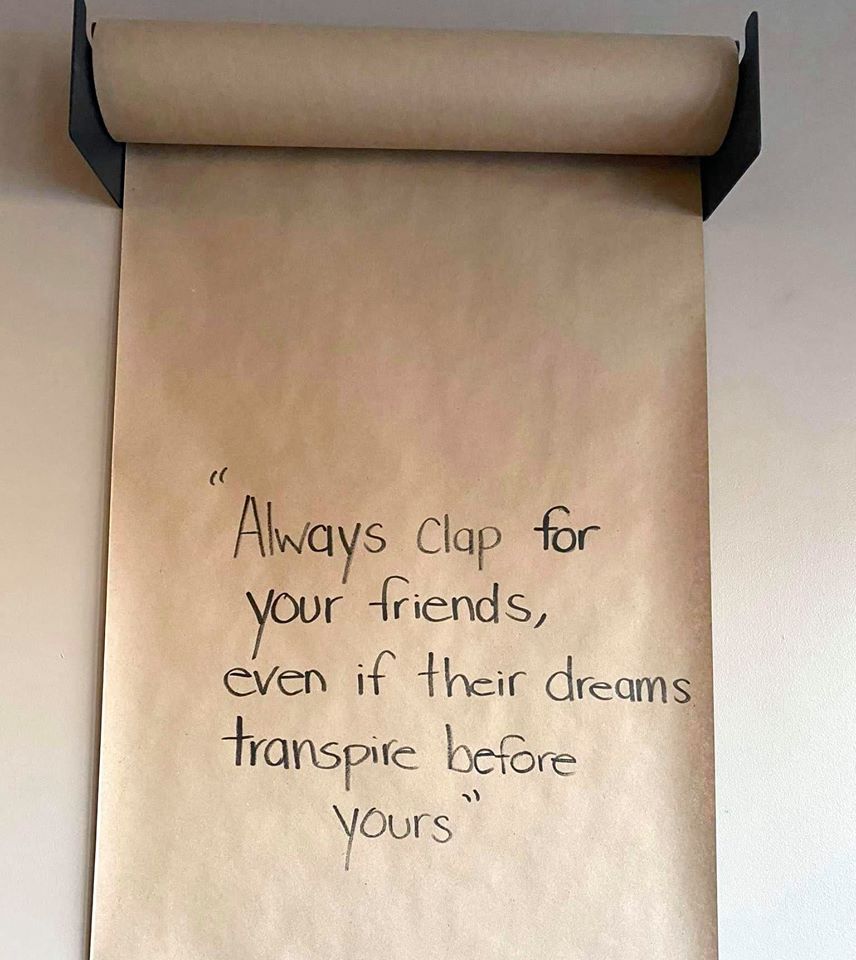 “Always clap for
your friends,
even if their dreams
transpire before
yours”